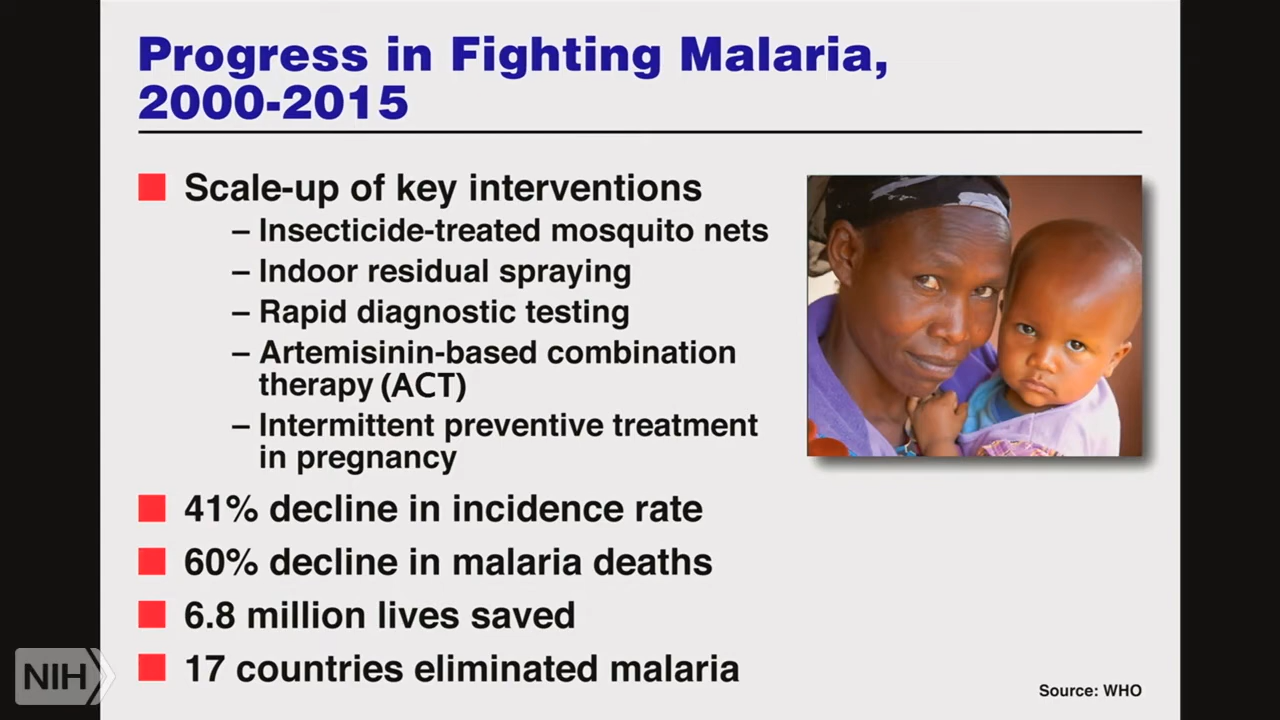 Progress in Fighting Malaria,
2000-2015
Scale-up of key interventions
– Insecticide-treated mosquito nets
– Indoor residual spraying
– Rapid diagnostic testing
– Artemisinin-based combination
therapy (ACT)
– Intermittent preventive treatment
in pregnancy
41% decline in incidence rate
60% decline in malaria deaths
6.8 million lives saved
17 countries eliminated malaria
NIH
Source: WHO